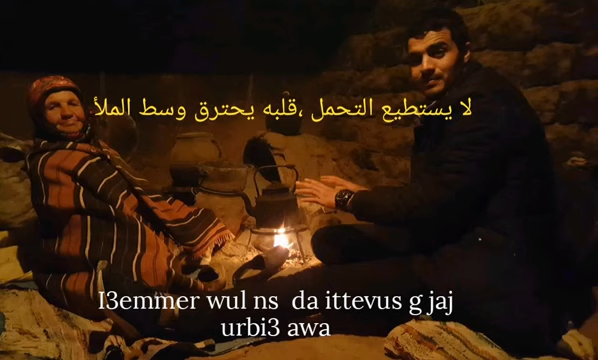 لا يستطيع التحمل ،قلبه يحترق وسط الملأ
I3emmer wul ns da ittevus g jaj
urbi3 awa